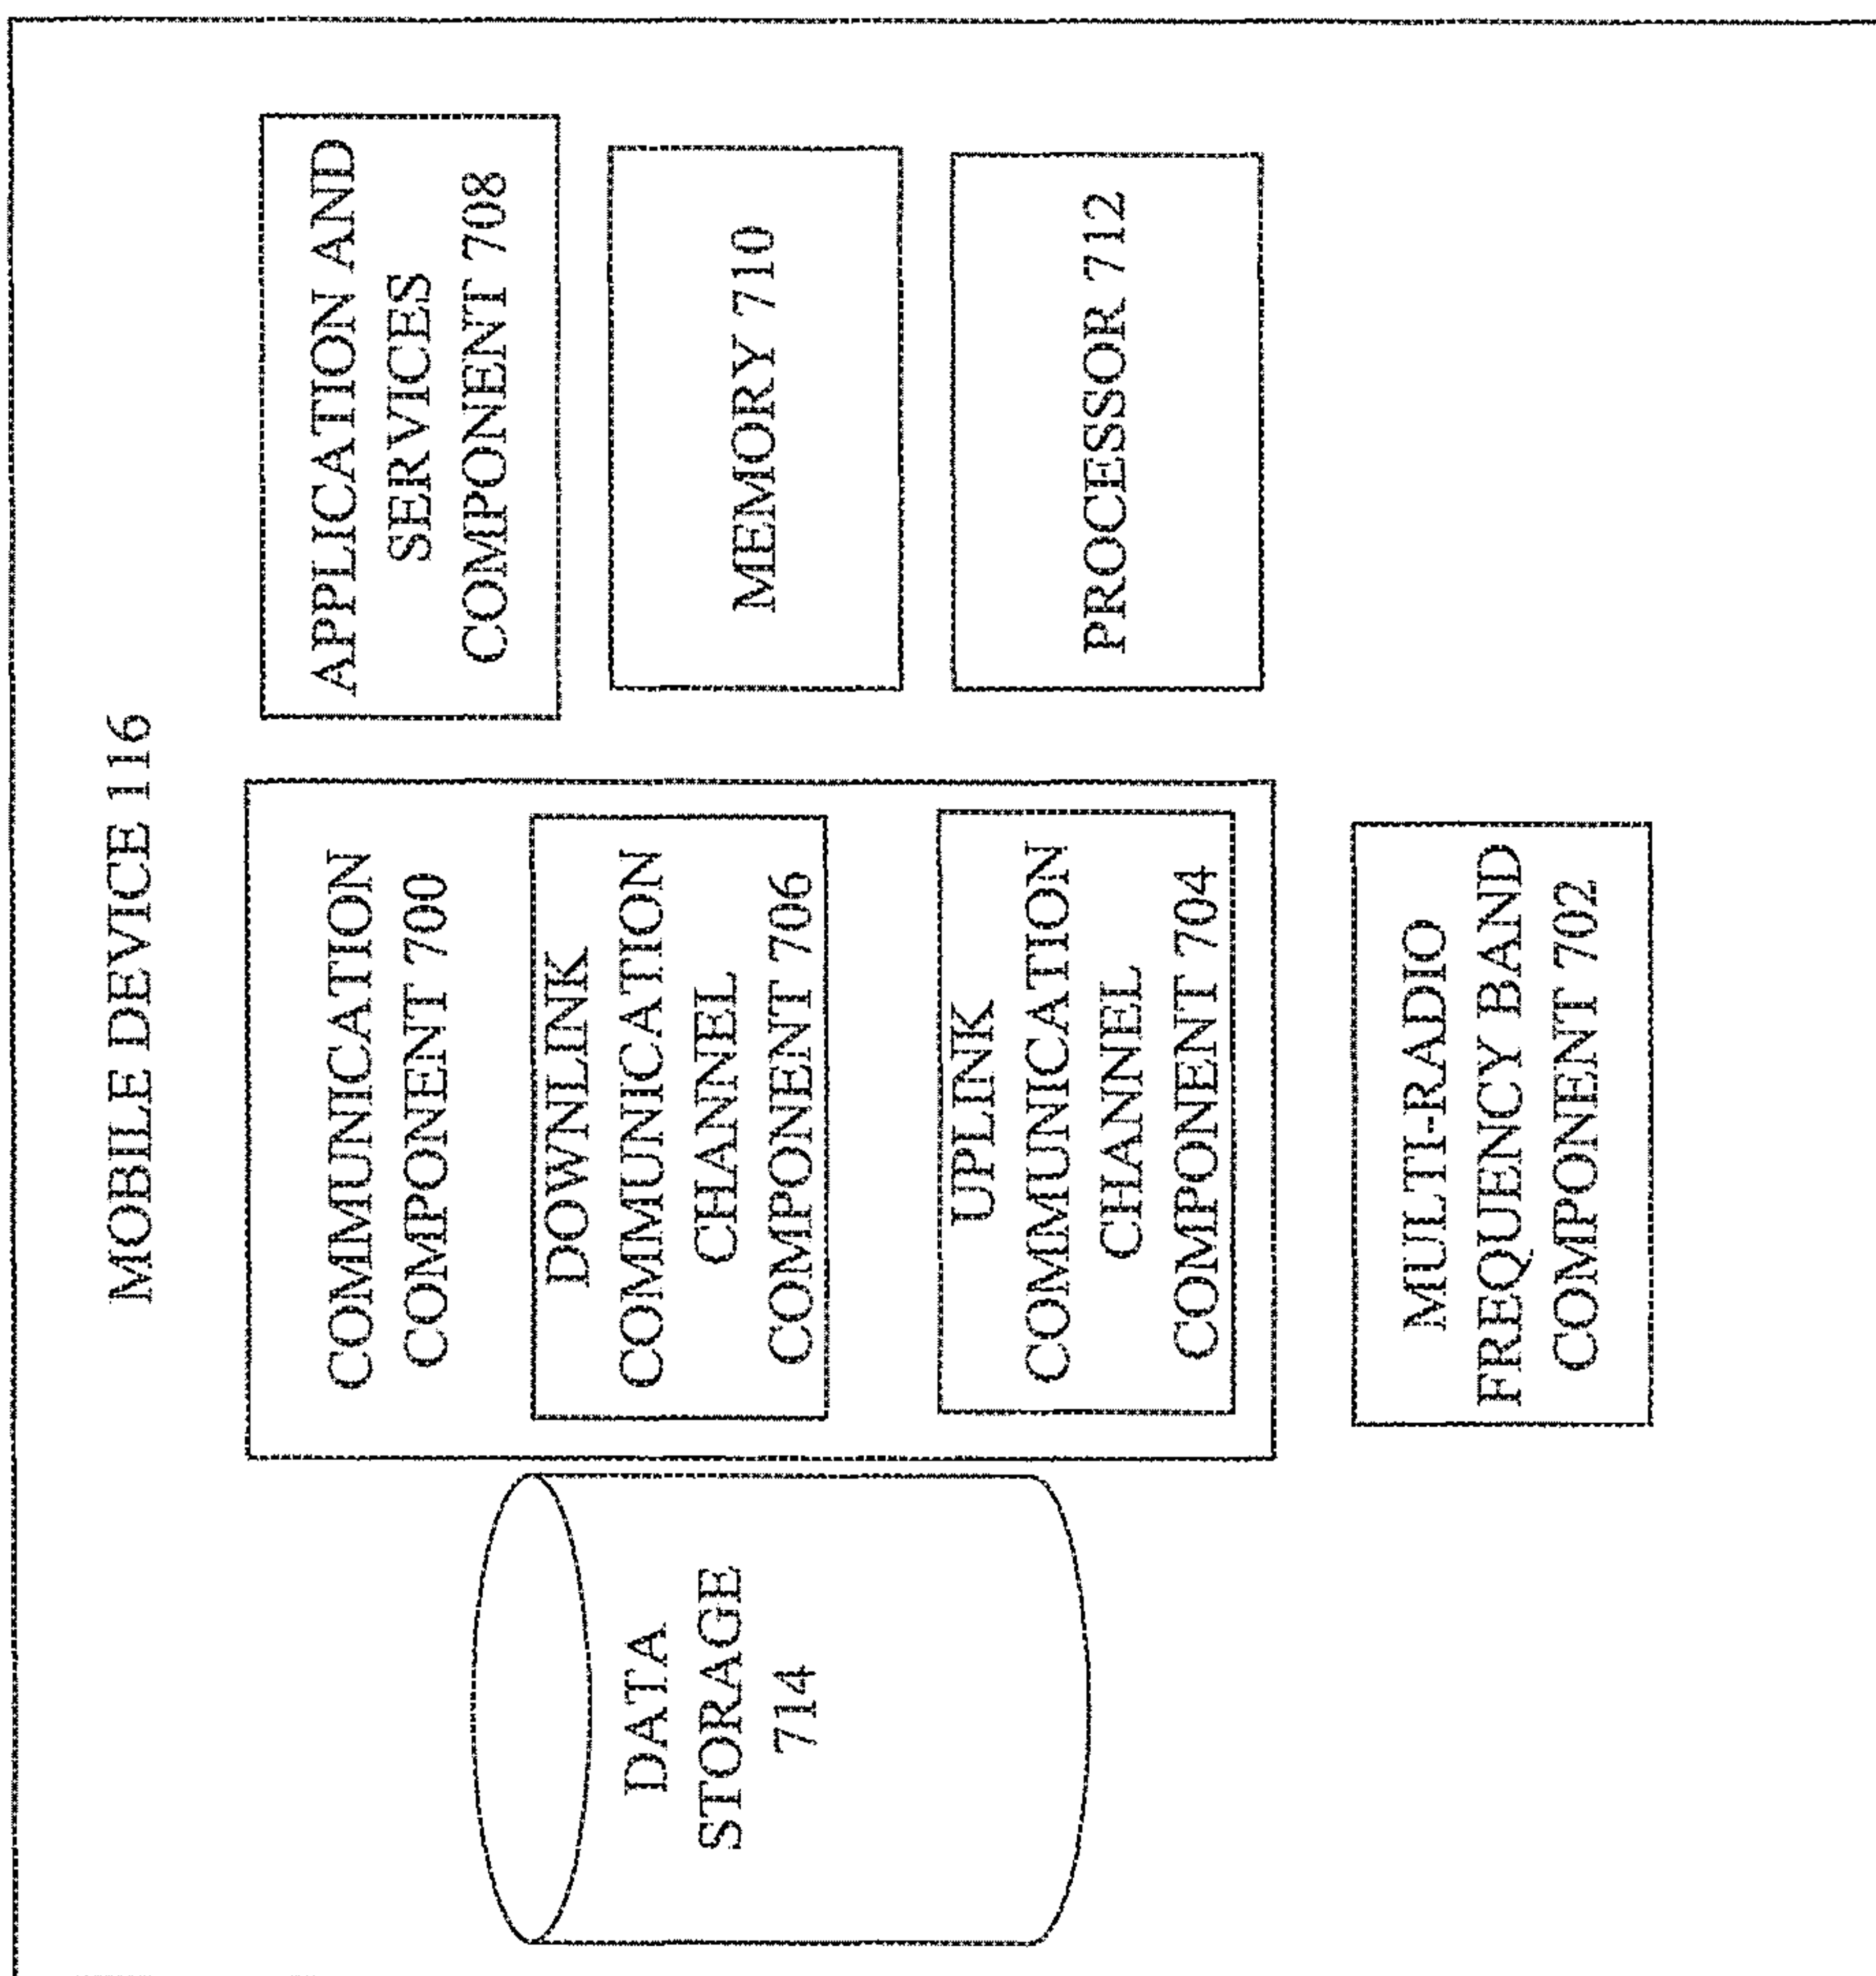 MOBILE DEVICE 116
DATA
STORAGE
714
COMMUNICATION
COMPONENT 700
DOWNLINK
COMMUNICATION
CHANNEL
COMPONENT 706
UPLINK
COMMUNICATION
CHANNEL
COMPONENT 704
MULTI-RADIO
FREQUENCY BAND
COMPONENT 702
APPLICATION AND
SERVICES
COMPONENT 708
MEMORY 710
PROCESSOR 712